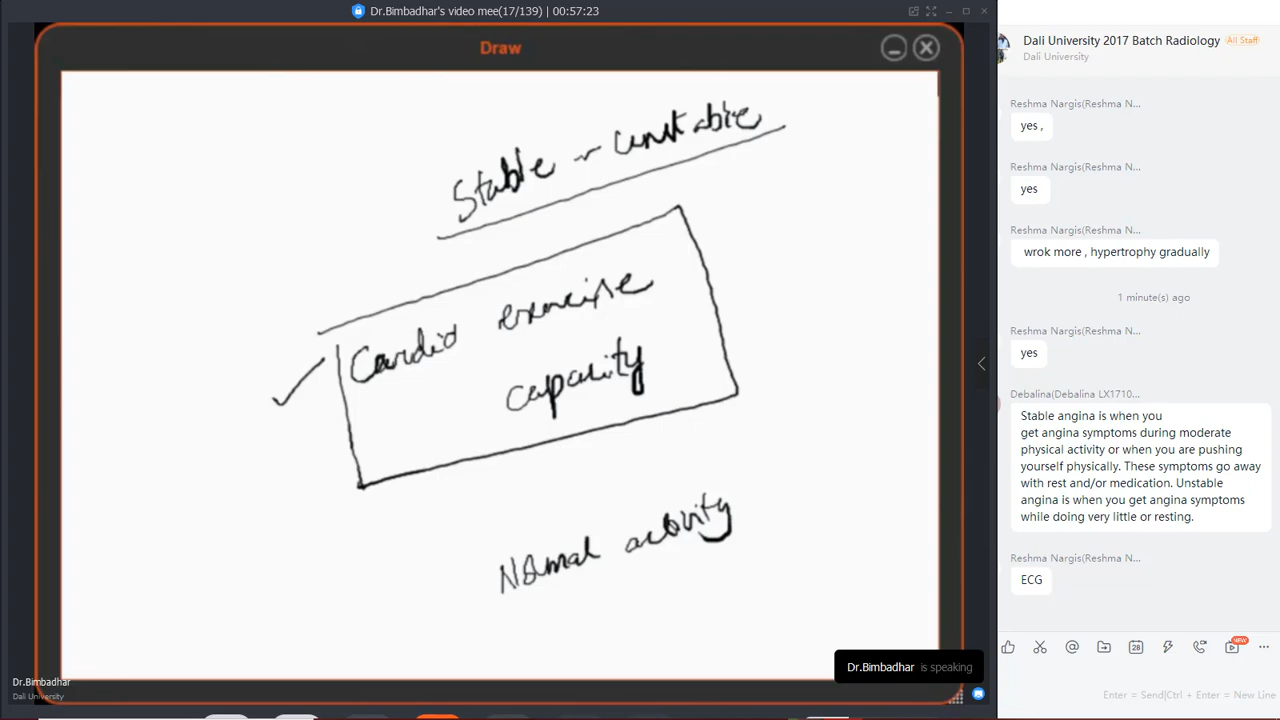 Dr.Bimbadhar's video mee(17/139) | 00:57:23
Draw
Stable - unstable
Cardio exercise
capacity
Normal activity
Dr.Bimbadhar is speaking
Dr.Bimbadhar
Dali University
Dali University 2017 Batch Radiology All Staff
Dali University
Reshma Nargis(Reshma N...
yes ,
Reshma Nargis(Reshma N...
yes
Reshma Nargis(Reshma N...
wrok more , hypertrophy gradually
1 minute(s) ago
Reshma Nargis(Reshma N...
yes
Debalina(Debalina LX1710...
Stable angina is when you
get angina symptoms during moderate
physical activity or when you are pushing
yourself physically. These symptoms go away
with rest and/or medication. Unstable
angina is when you get angina symptoms
while doing very little or resting.
Reshma Nargis(Reshma N...
ECG
28
NEW
Enter = Send|Ctrl + Enter = New Line